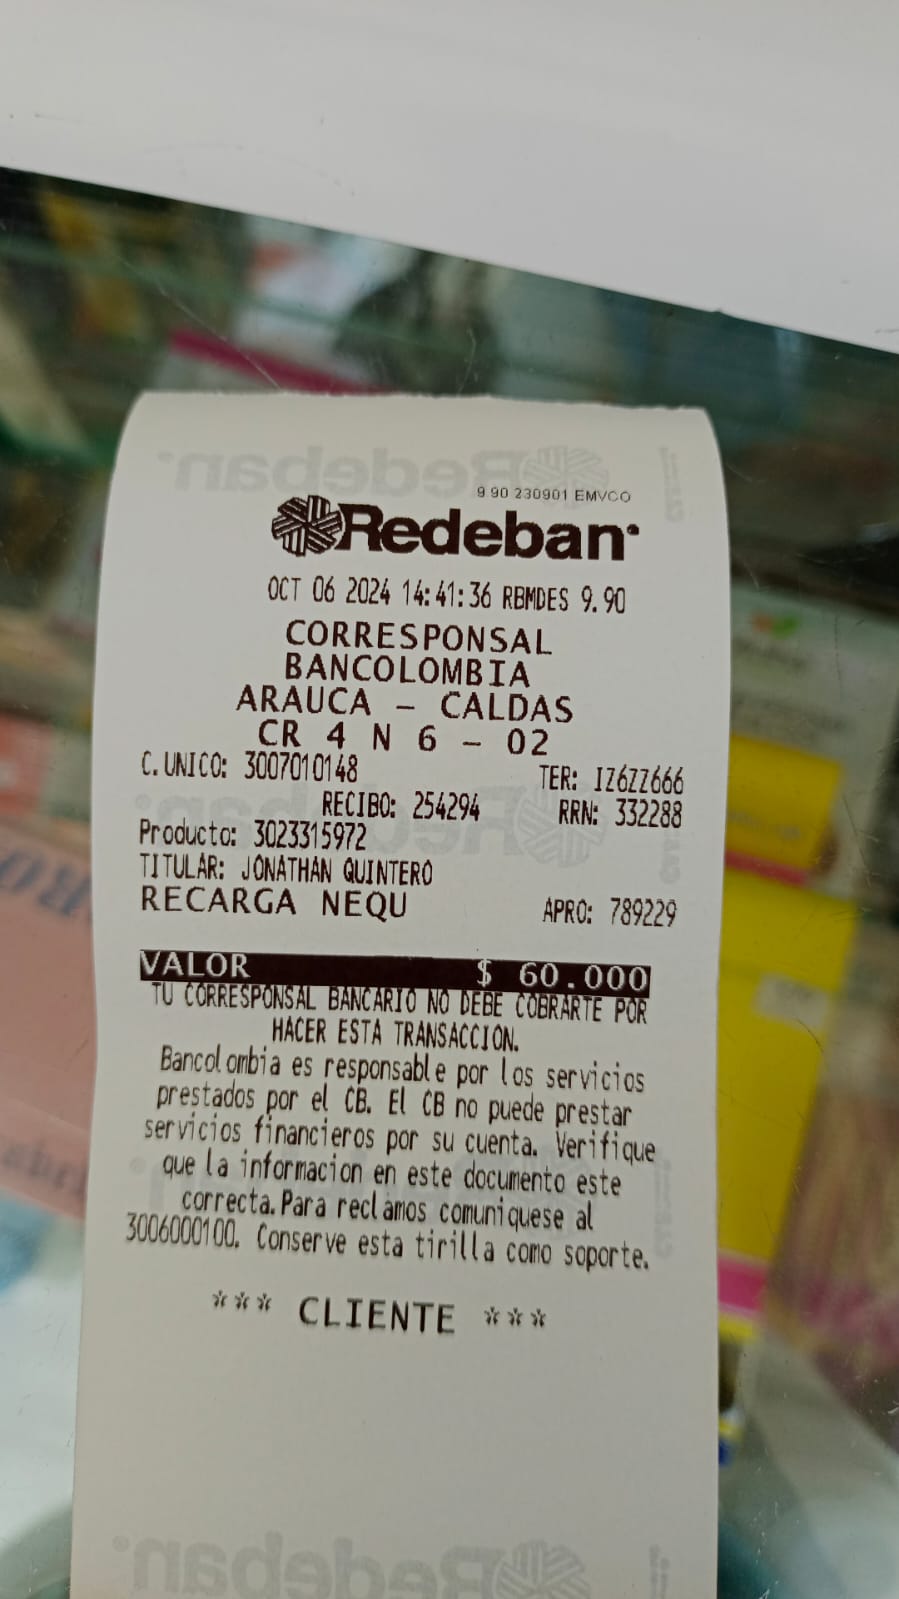 9.90 230901 EMVCO
Redeban
OCT 06 2024 14:41:36 RBMDES 9.90
CORRESPONSAL
BANCOLOMBIA
ARAUCA – CALDAS
CR 4 N 6 – 02
C. UNICO: 3007010148 TER: IZ6ZZ666
RECIBO: 254294 RRN: 332288
Producto: 3023315972
TITULAR: JONATHAN QUINTERO
RECARGA NEQU APRO: 789229
VALOR $ 60.000
TU CORRESPONSAL BANCARIO NO DEBE COBRARTE POR
HACER ESTA TRANSACCION.
Bancolombia es responsable por los servicios
prestados por el CB. El CB no puede prestar
servicios financieros por su cuenta. Verifique
que la informacion en este documento este
correcta.Para reclamos comuniquese al
3006000100. Conserve esta tirilla como soporte.
*** CLIENTE ***